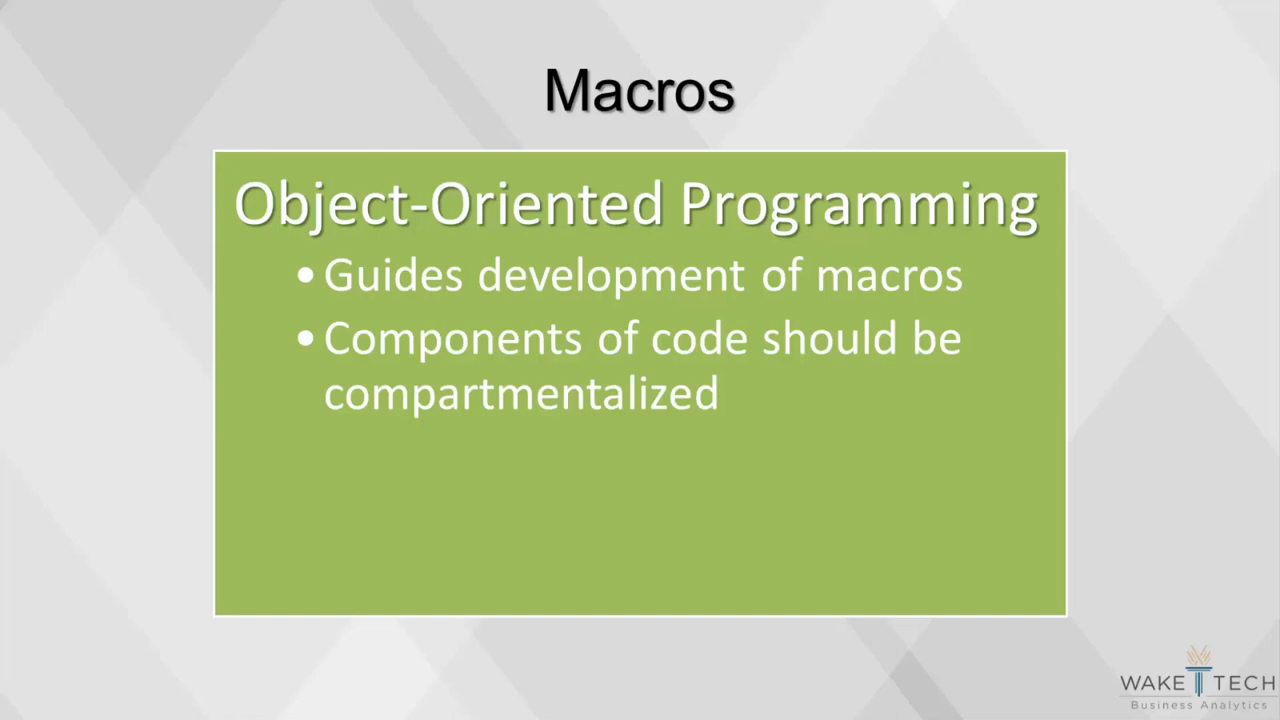 Macros
Object-Oriented Programming
• Guides development of macros
• Components of code should be
compartmentalized
WAKE TECH
Business Analytics